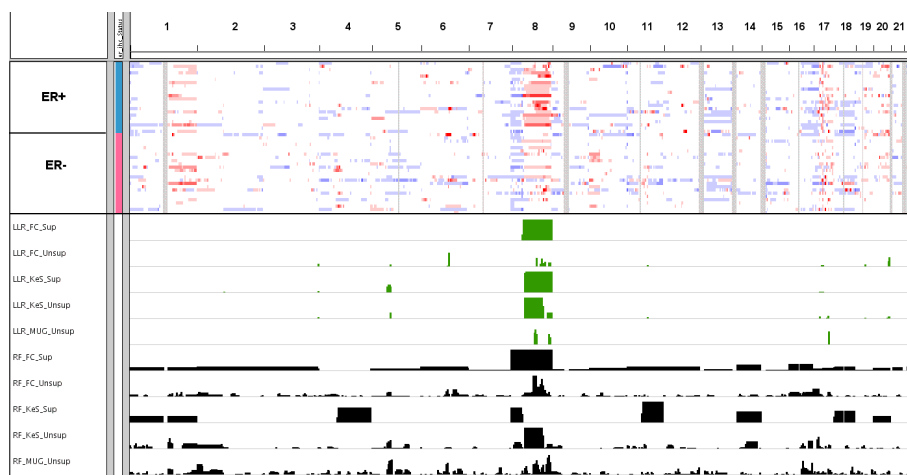 1 2 3 4 5 6 7 8 9 10 11 12 13 14 15 16 17 18 19 20 21
ER+
ER-
LLR_FC_Sup
LLR_FC_Unsup
LLR_KeS_Sup
LLR_KeS_Unsup
LLR_MUG_Unsup
RF_FC_Sup
RF_FC_Unsup
RF_KeS_Sup
RF_KeS_Unsup
RF_MUG_Unsup